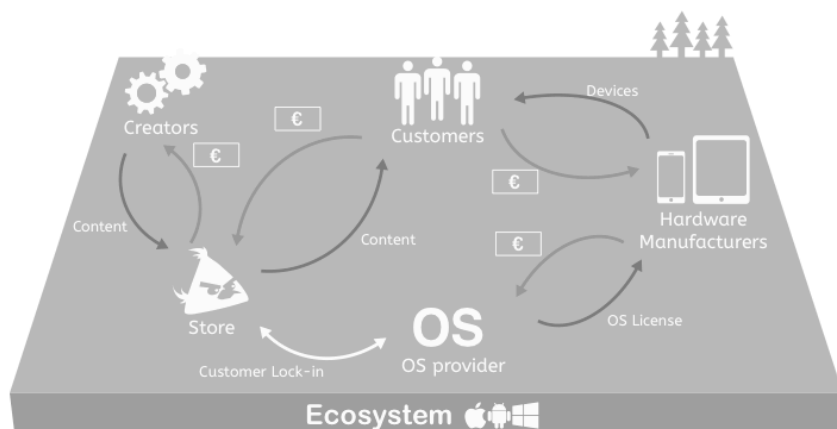 Devices
€
Creators
Customers
€
€
Content
Content
Hardware
Manufacturers
€
Store
OS
OS License
OS provider
Customer Lock-in
Ecosystem